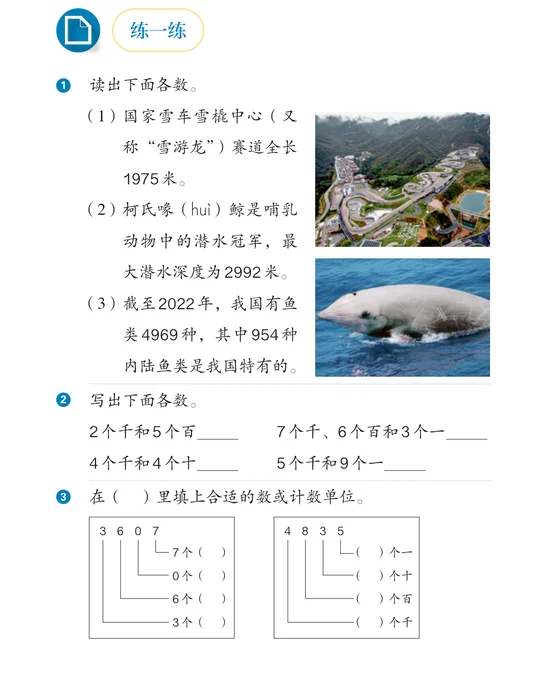 练一练
1 读出下面各数。
（1）国家雪车雪橇中心（又
称“雪游龙”）赛道全长
1975米。
（2）柯氏喙（huì）鲸是哺乳
动物中的潜水冠军，最
大潜水深度为2992米。
（3）截至2022年，我国有鱼
类4969种，其中954种
内陆鱼类是我国特有的。
2 写出下面各数。
2个千和5个百_____ 7个千、6个百和3个一_____
4个千和4个十_____ 5个千和9个一_____
3 在（ ）里填上合适的数或计数单位。
3 6 0 7
7个（ ）
0个（ ）
6个（ ）
3个（ ）
4 8 3 5
（ ）个一
（ ）个十
（ ）个百
（ ）个千